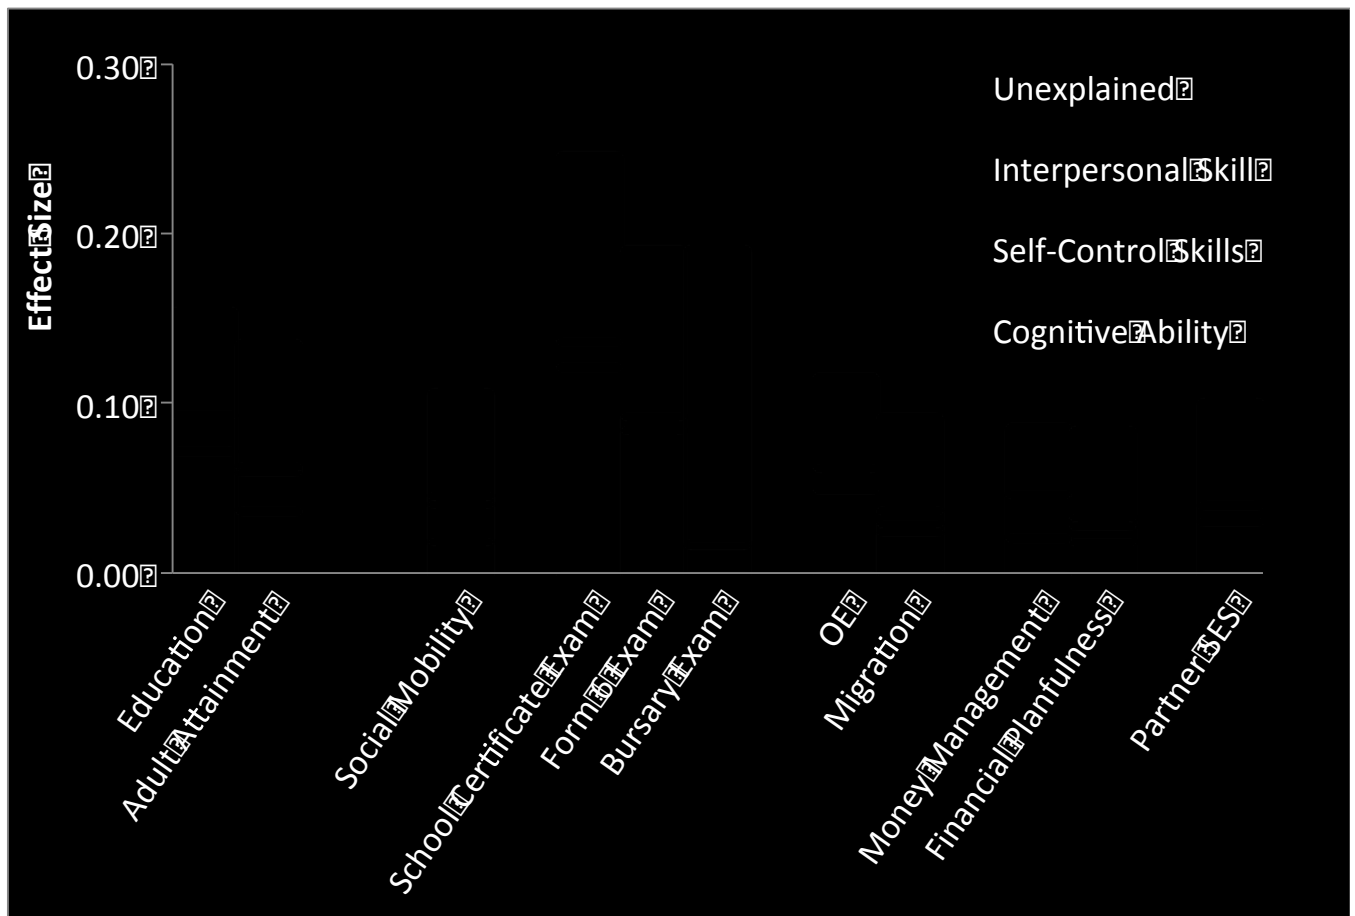 0.30
0.20
0.10
0.00
Effect Size
Unexplained
Interpersonal Skill
Self-Control Skills
Cognitive Ability
Education
Adult Attainment
Social Mobility
School Certificate Exam
Form 6 Exam
Bursary Exam
OE
Migration
Money Management
Financial Planfulness
Partner SES